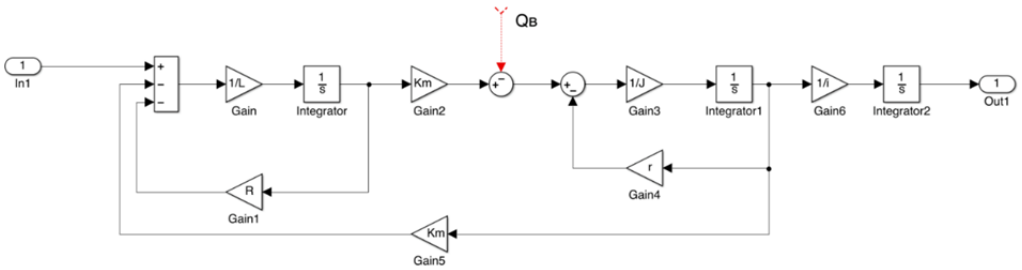 QB
1
In1
+
−
−
1/L
Gain
1
s
Integrator
Km
Gain2
+
−
+
−
1/J
Gain3
1
s
Integrator1
1/i
Gain6
1
s
Integrator2
1
Out1
R
Gain1
r
Gain4
Km
Gain5